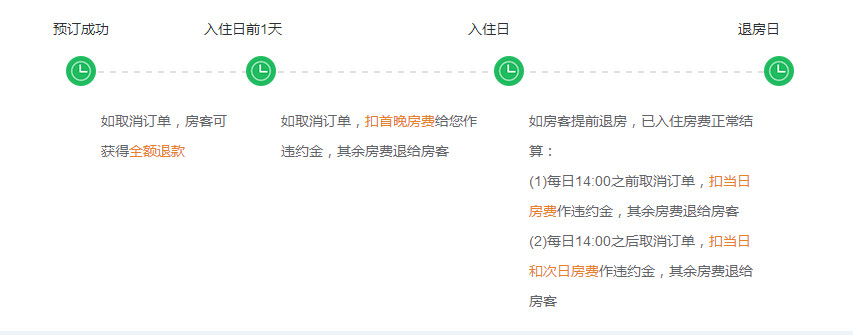 预订成功
入住日前1天
入住日
退房日
如取消订单，房客可
获得全额退款
如取消订单，扣首晚房费给您作
违约金，其余房费退给房客
如房客提前退房，已入住房费正常结
算：
(1)每日14:00之前取消订单，扣当日
房费作违约金，其余房费退给房客
(2)每日14:00之后取消订单，扣当日
和次日房费作违约金，其余房费退给
房客